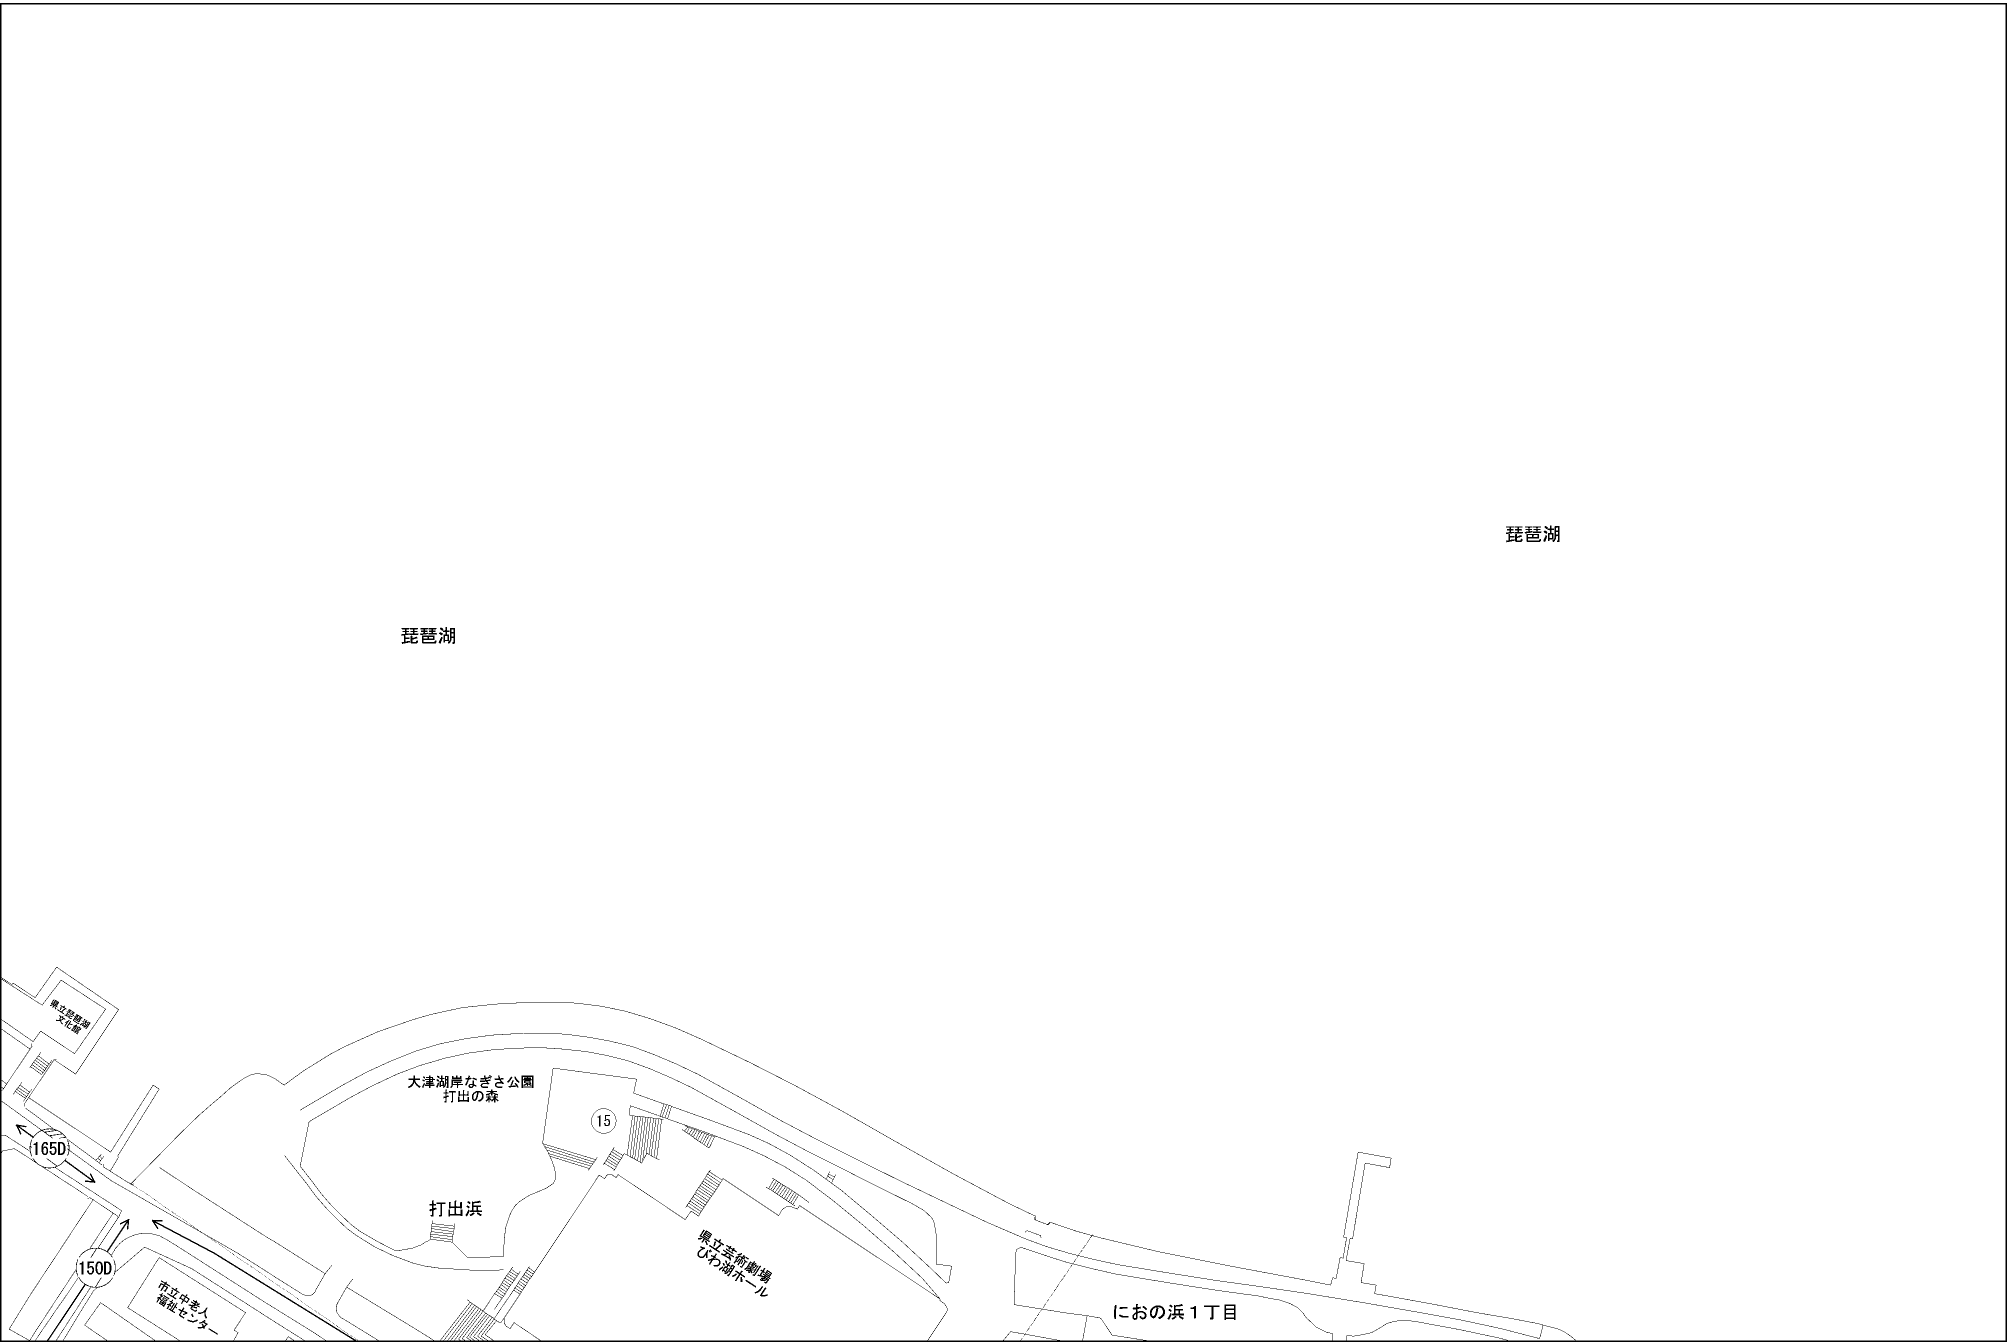 琵琶湖
琵琶湖
県立琵琶湖
文化館
大津湖岸なぎさ公園
打出の森
15
165D
打出浜
県立芸術劇場
びわ湖ホール
150D
市立中老人
福祉センター
におの浜1丁目